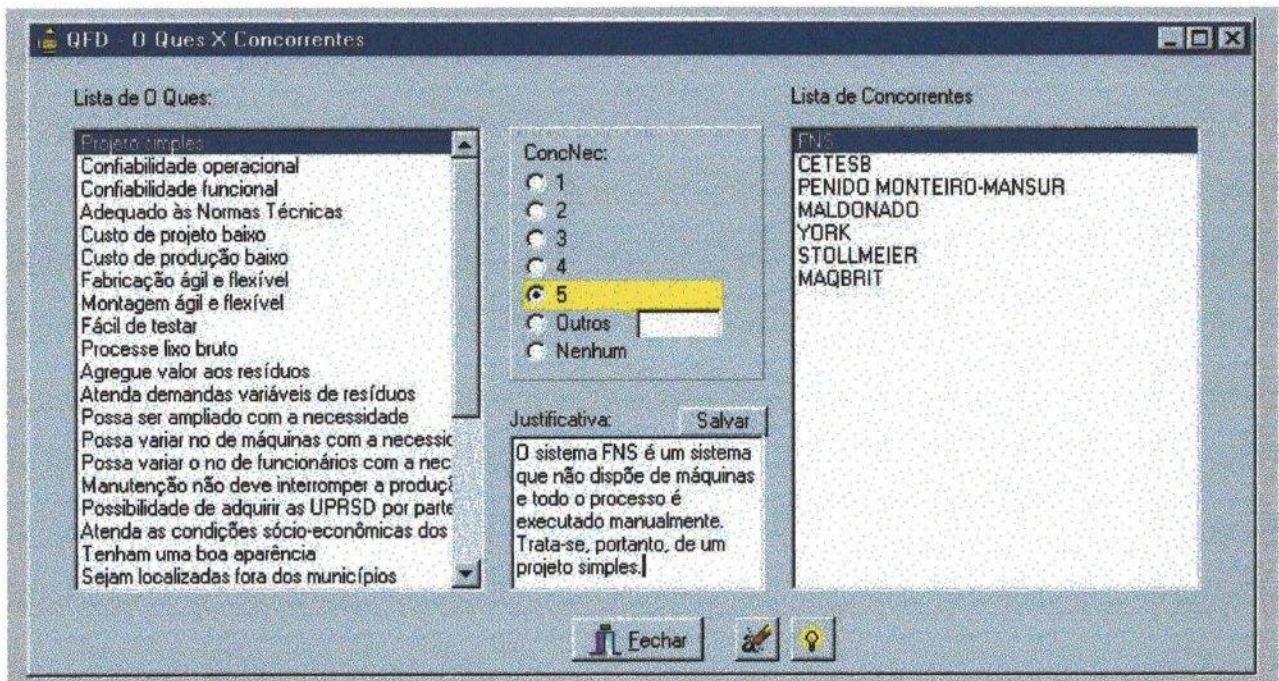 QFD - O Ques X Concorrentes
Lista de O Ques:
Projeto simples
Confiabilidade operacional
Confiabilidade funcional
Adequado às Normas Técnicas
Custo de projeto baixo
Custo de produção baixo
Fabricação ágil e flexível
Montagem ágil e flexível
Fácil de testar
Processe lixo bruto
Agregue valor aos resíduos
Atenda demandas variáveis de resíduos
Possa ser ampliado com a necessidade
Possa variar no de máquinas com a necessic
Possa variar o no de funcionários com a nec
Manutenção não deve interromper a produçã
Possibilidade de adquirir as UPRSD por parte
Atenda as condições sócio-econômicas dos
Tenham uma boa aparência
Sejam localizadas fora dos municípios
ConcNec:
1
2
3
4
5
Outros
Nenhum
Justificativa:
Salvar
O sistema FNS é um sistema
que não dispõe de máquinas
e todo o processo é
executado manualmente.
Trata-se, portanto, de um
projeto simples.
Lista de Concorrentes
FNS
CETESB
PENIDO MONTEIRO-MANSUR
MALDONADO
YORK
STOLLMEIER
MAQBRIT
Fechar